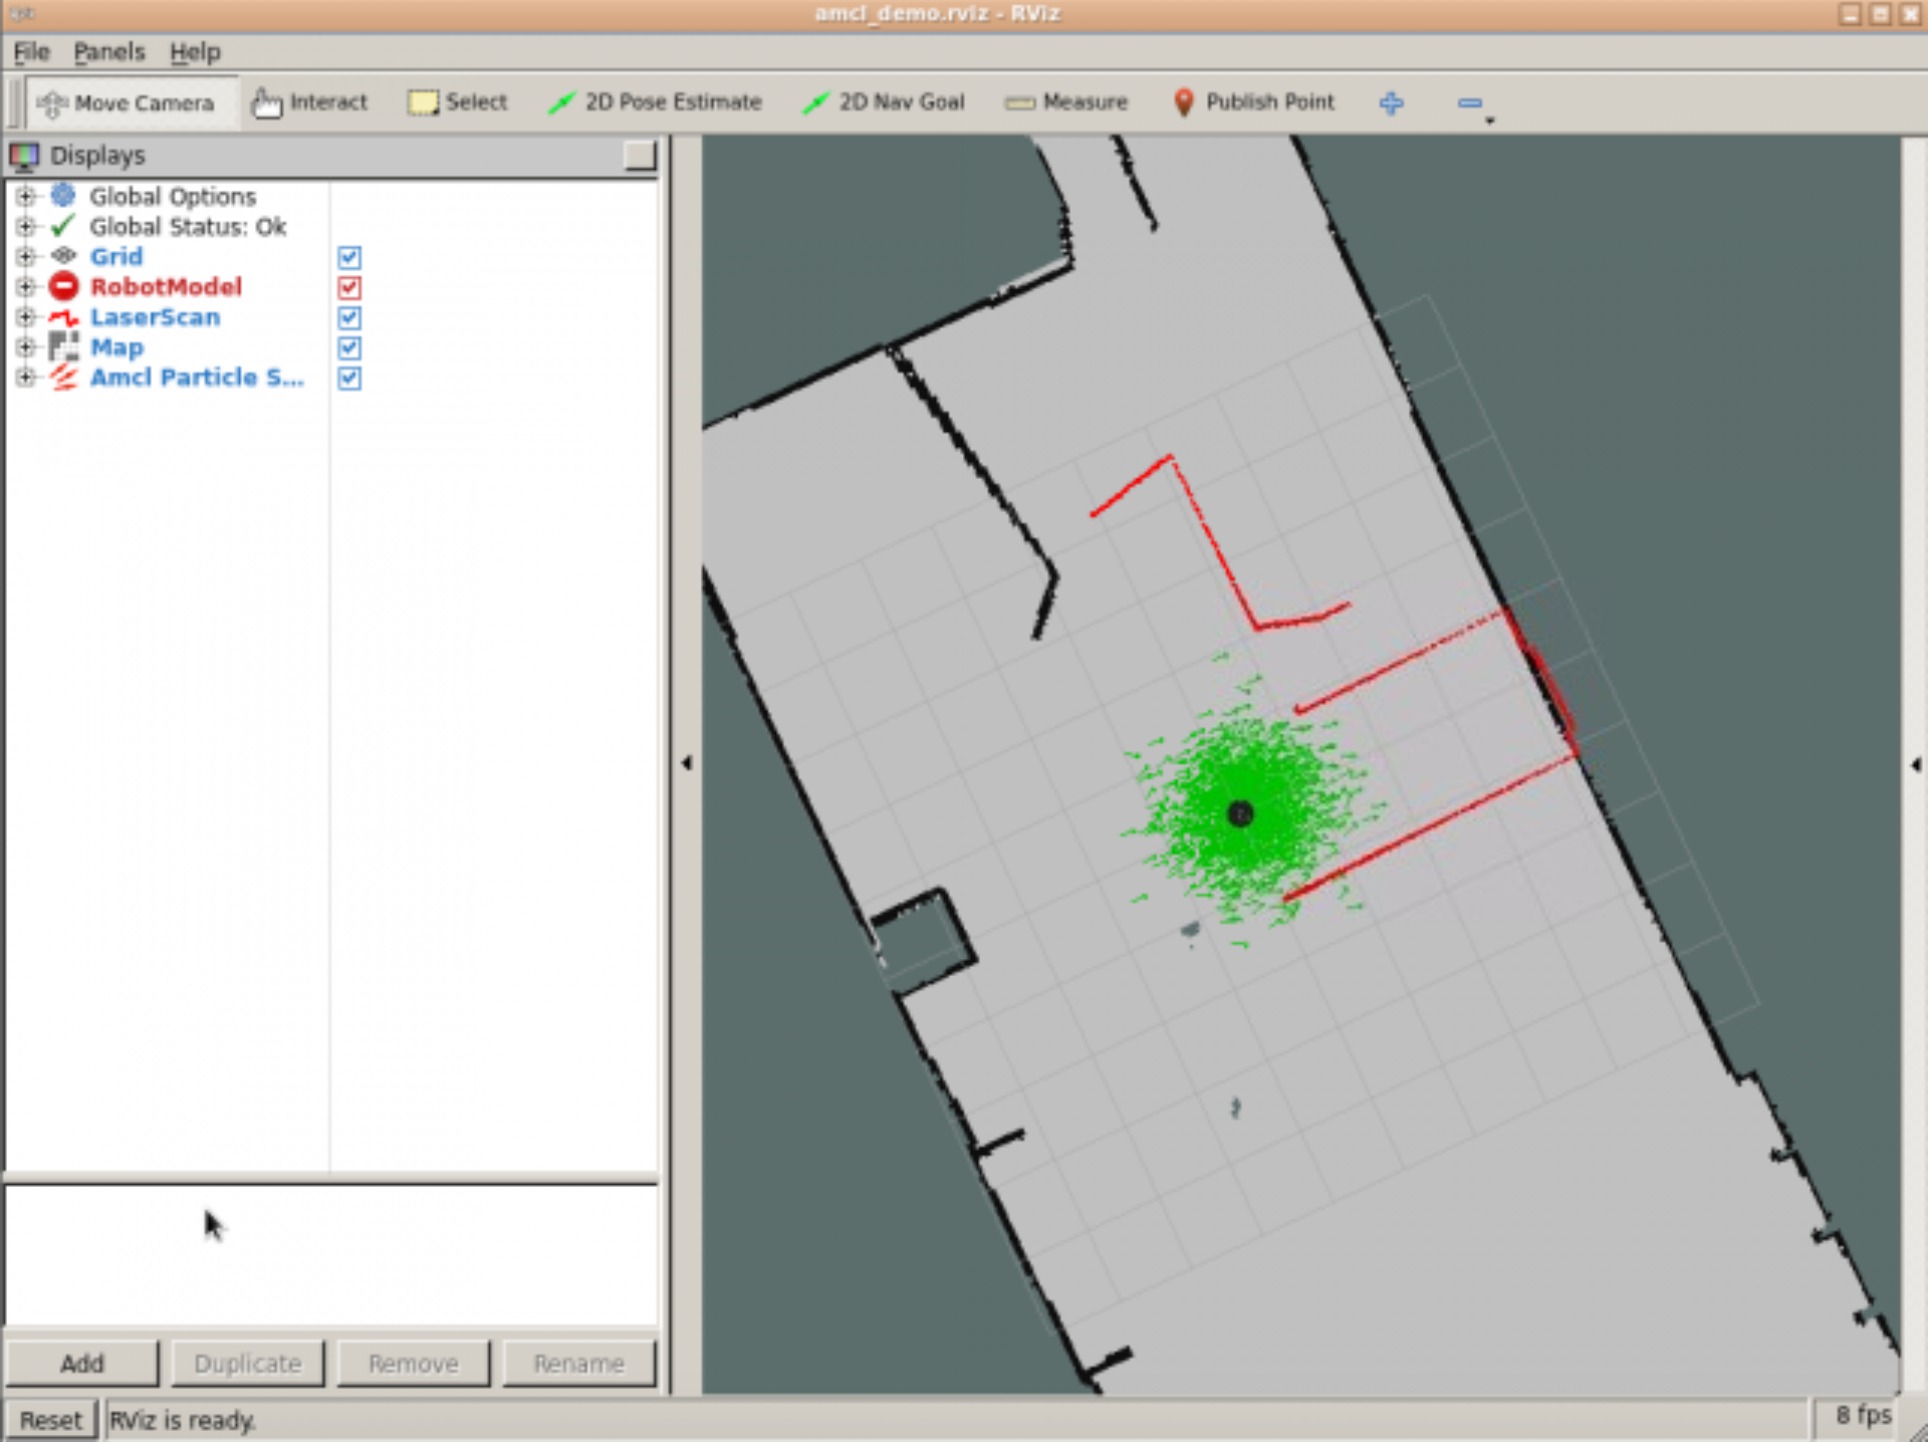 amcl_demo.rviz - RViz
File Panels Help
Move Camera Interact Select 2D Pose Estimate 2D Nav Goal Measure Publish Point
Displays
Global Options
Global Status: Ok
Grid
RobotModel
LaserScan
Map
Amcl Particle S...
Add Duplicate Remove Rename
Reset RViz is ready. 8 fps